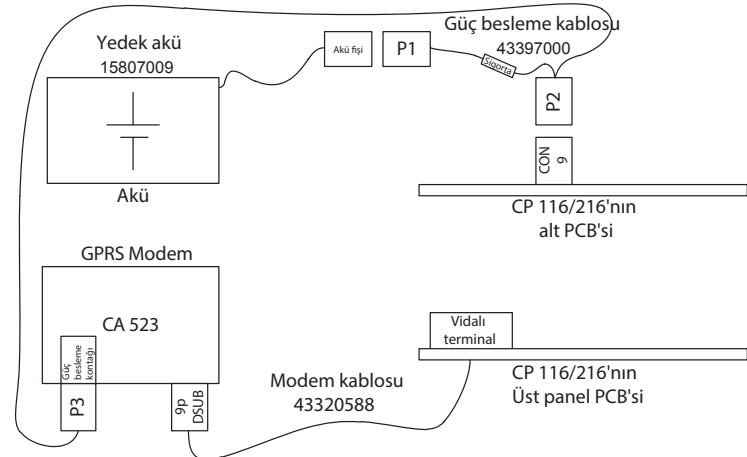 Güç besleme kablosu
43397000
Yedek akü
15807009
Akü fişi
P1
Sigorta
P2
CON
9
Akü
CP 116/216'nın
alt PCB'si
GPRS Modem
CA 523
Güç
besleme
kontağı
P3
9p
DSUB
Modem kablosu
43320588
Vidalı
terminal
CP 116/216'nın
Üst panel PCB'si